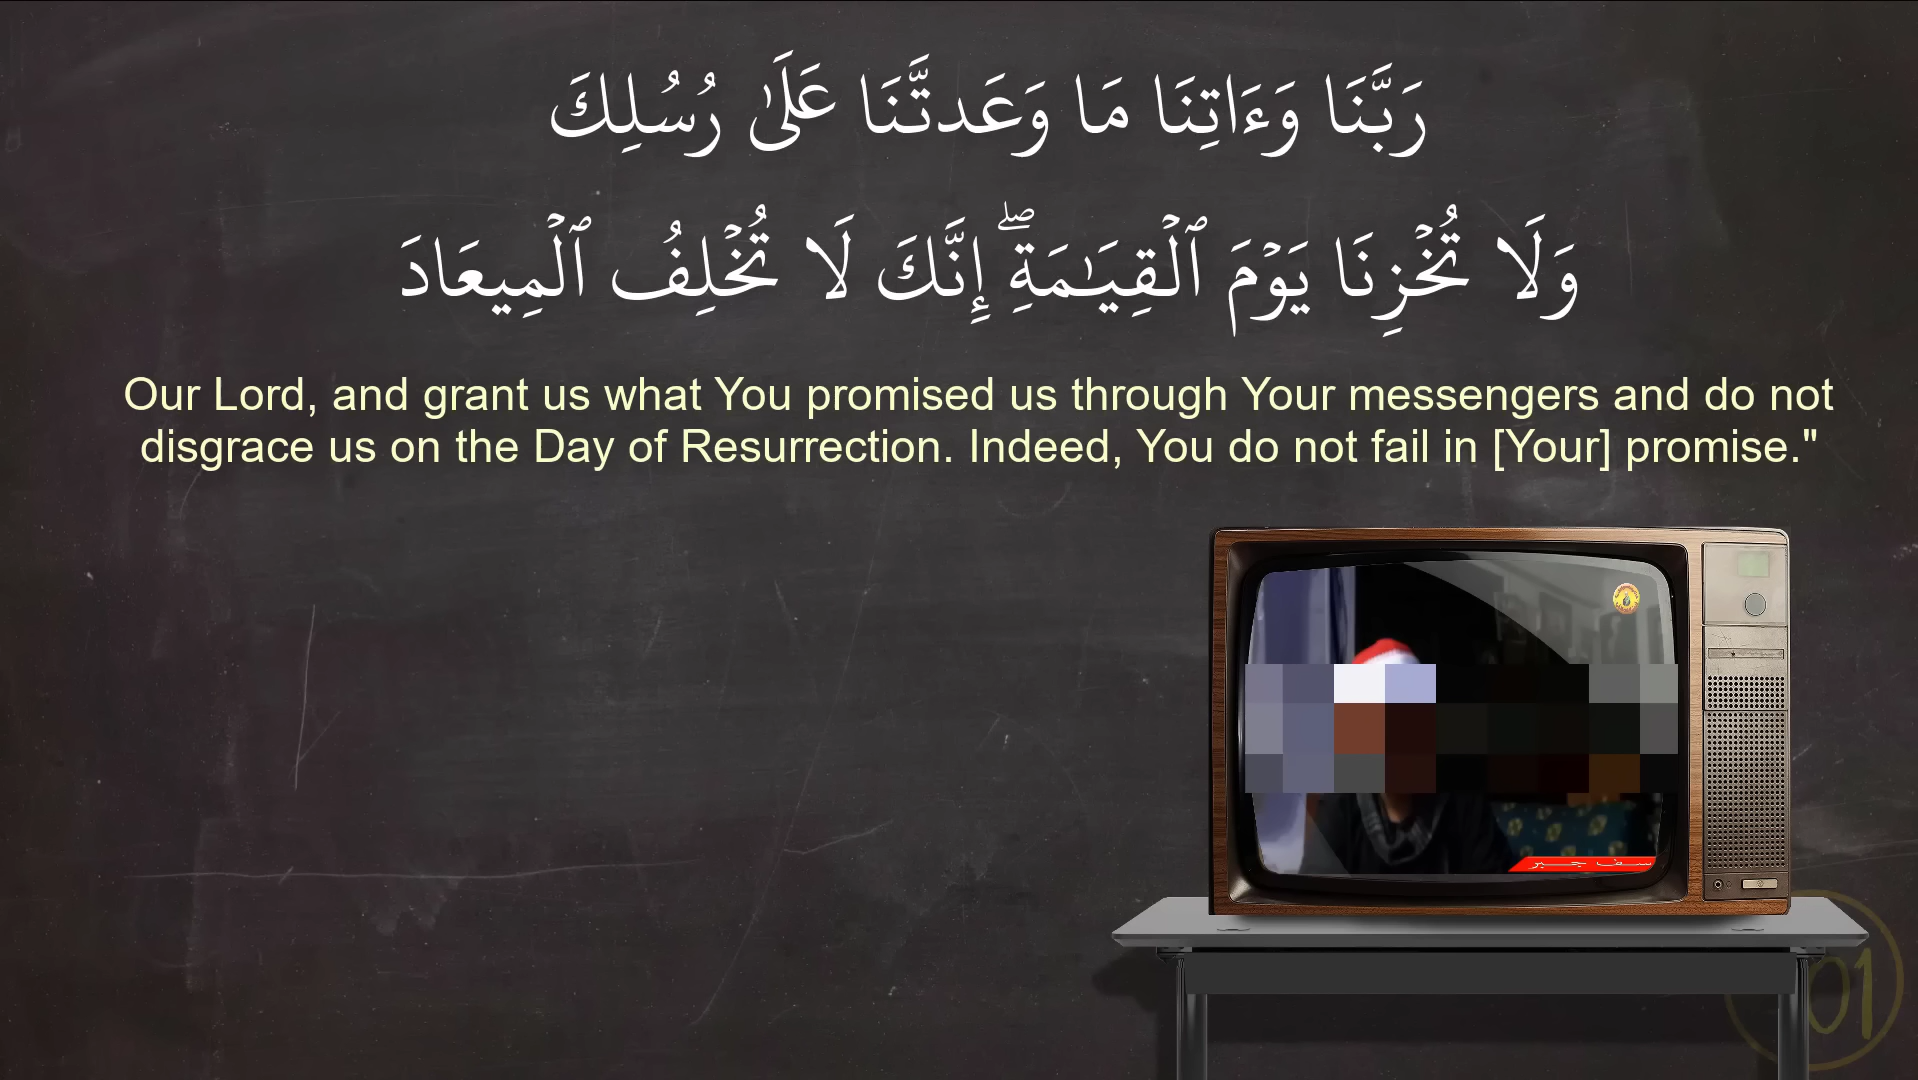 رَبَّنَا وَءَاتِنَا مَا وَعَدتَّنَا عَلَىٰ رُسُلِكَ
وَلَا تُخۡزِنَا يَوۡمَ ٱلۡقِيَٰمَةِۖ إِنَّكَ لَا تُخۡلِفُ ٱلۡمِيعَادَ
Our Lord, and grant us what You promised us through Your messengers and do not
disgrace us on the Day of Resurrection. Indeed, You do not fail in [Your] promise."
01